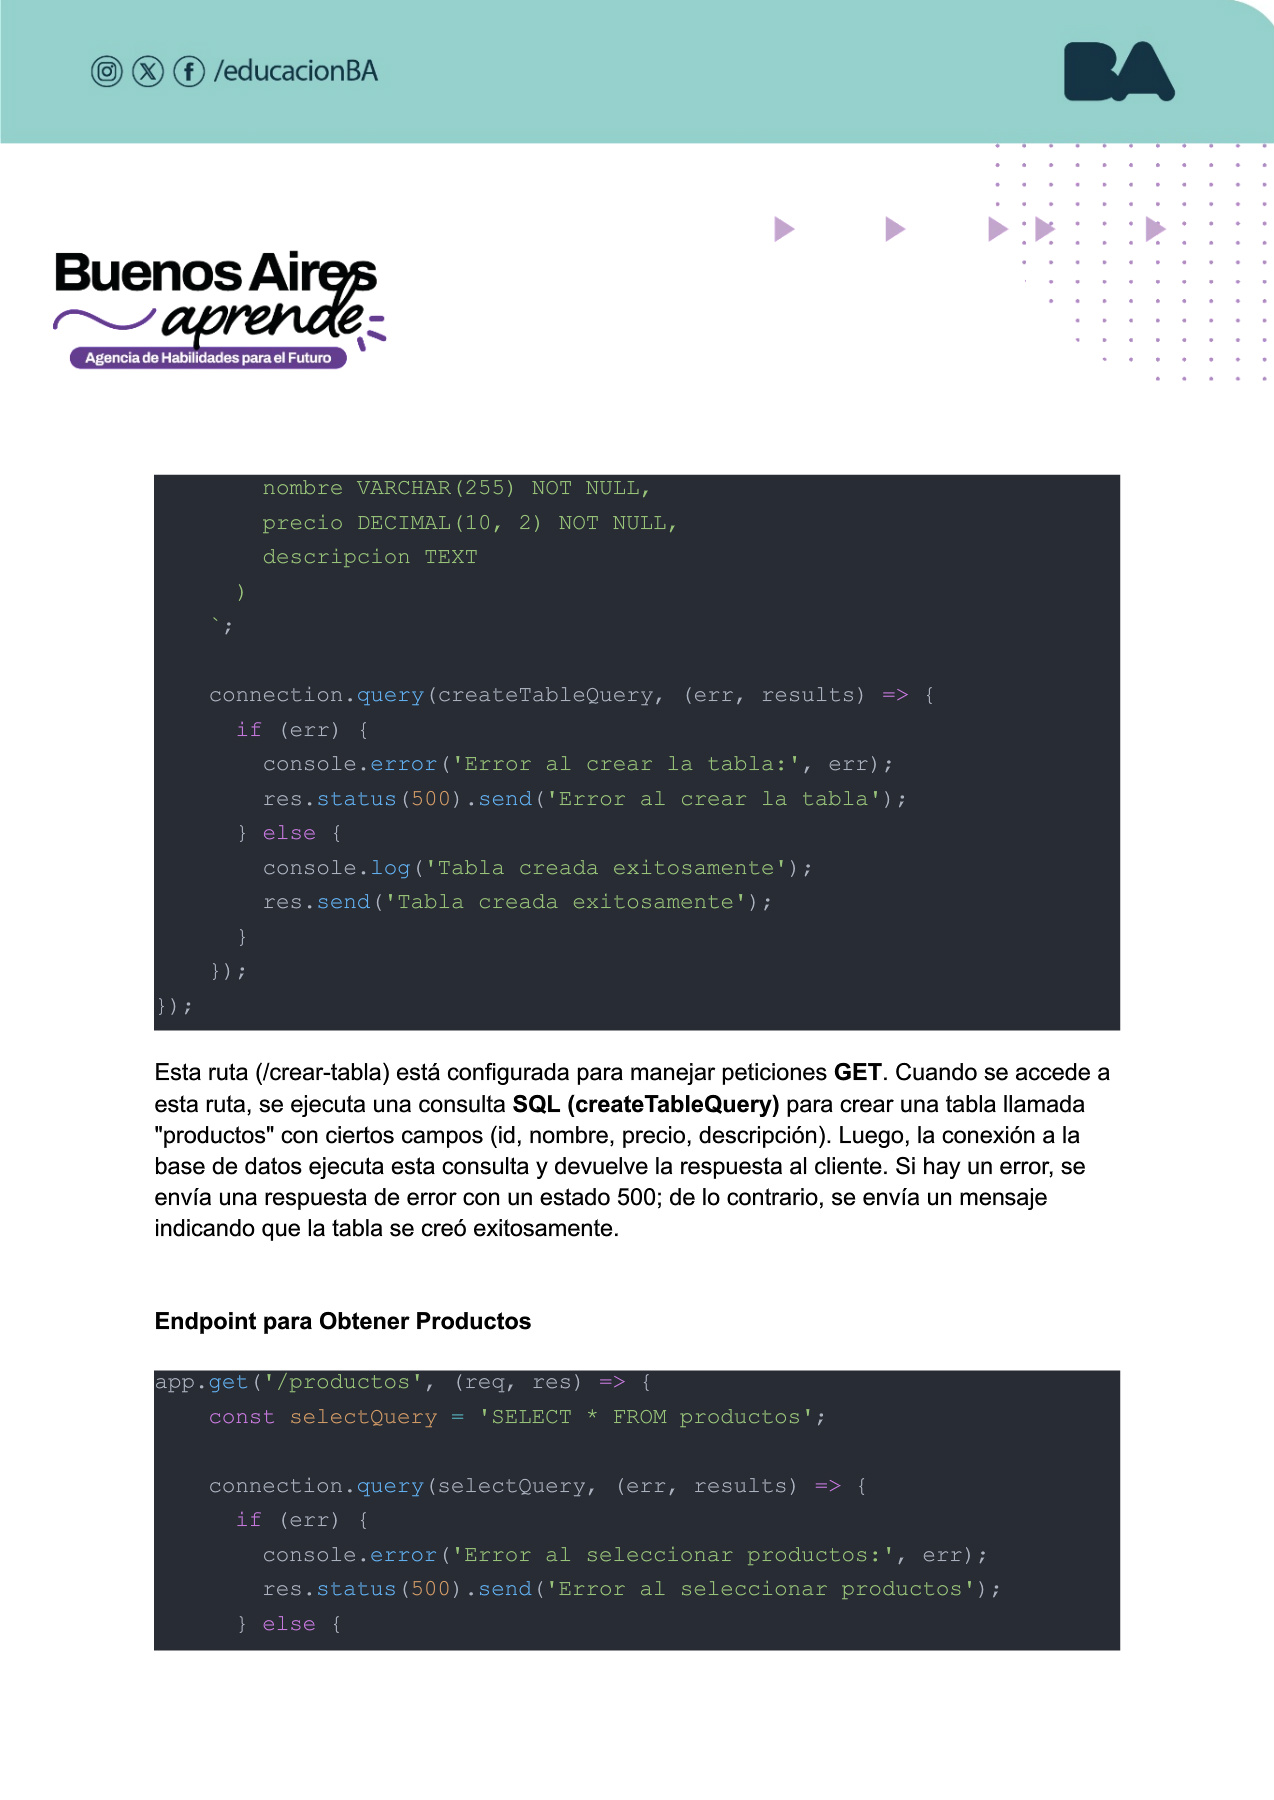 /educacionBA
BA
Buenos Aires
aprende
Agencia de Habilidades para el Futuro
        nombre VARCHAR(255) NOT NULL,
        precio DECIMAL(10, 2) NOT NULL,
        descripcion TEXT
      )
    `;

    connection.query(createTableQuery, (err, results) => {
      if (err) {
        console.error('Error al crear la tabla:', err);
        res.status(500).send('Error al crear la tabla');
      } else {
        console.log('Tabla creada exitosamente');
        res.send('Tabla creada exitosamente');
      }
    });
});
Esta ruta (/crear-tabla) está configurada para manejar peticiones GET. Cuando se accede a
esta ruta, se ejecuta una consulta SQL (createTableQuery) para crear una tabla llamada
"productos" con ciertos campos (id, nombre, precio, descripción). Luego, la conexión a la
base de datos ejecuta esta consulta y devuelve la respuesta al cliente. Si hay un error, se
envía una respuesta de error con un estado 500; de lo contrario, se envía un mensaje
indicando que la tabla se creó exitosamente.
Endpoint para Obtener Productos
app.get('/productos', (req, res) => {
    const selectQuery = 'SELECT * FROM productos';

    connection.query(selectQuery, (err, results) => {
      if (err) {
        console.error('Error al seleccionar productos:', err);
        res.status(500).send('Error al seleccionar productos');
      } else {